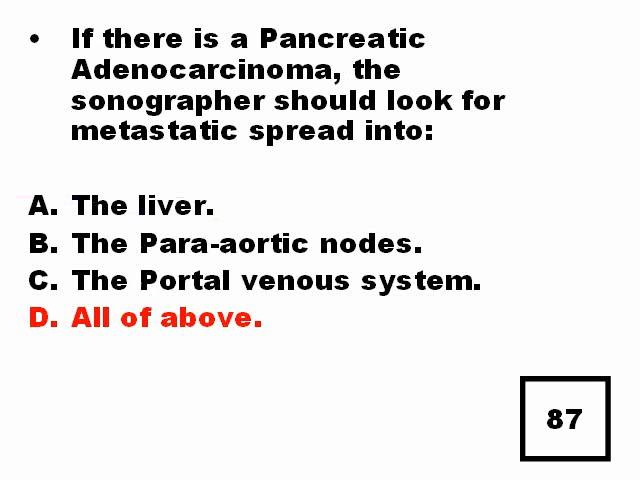 • If there is a Pancreatic
Adenocarcinoma, the
sonographer should look for
metastatic spread into:
A. The liver.
B. The Para-aortic nodes.
C. The Portal venous system.
D. All of above.
87